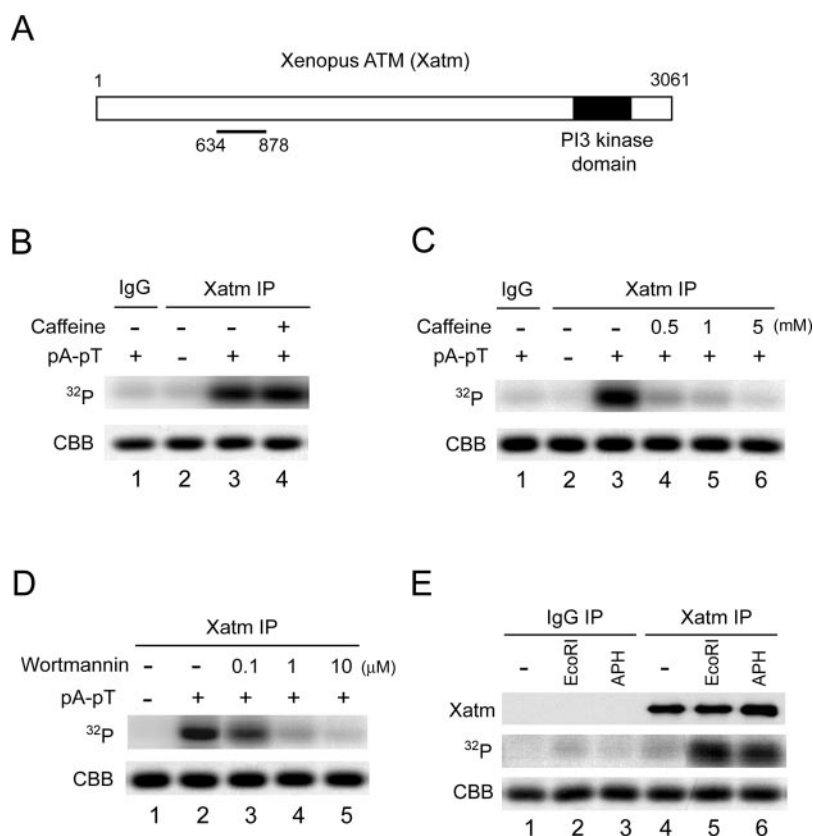 A
Xenopus ATM (Xatm)
1 3061
634 878 PI3 kinase
domain
B
IgG Xatm IP
Caffeine - - - +
pA-pT + - + +
32P
CBB
1 2 3 4
C
IgG Xatm IP
Caffeine - - - 0.5 1 5 (mM)
pA-pT + - + + + +
32P
CBB
1 2 3 4 5 6
D
Xatm IP
Wortmannin - - 0.1 1 10 (µM)
pA-pT - + + + +
32P
CBB
1 2 3 4 5
E
IgG IP Xatm IP
- EcoRI APH - EcoRI APH
Xatm
32P
CBB
1 2 3 4 5 6